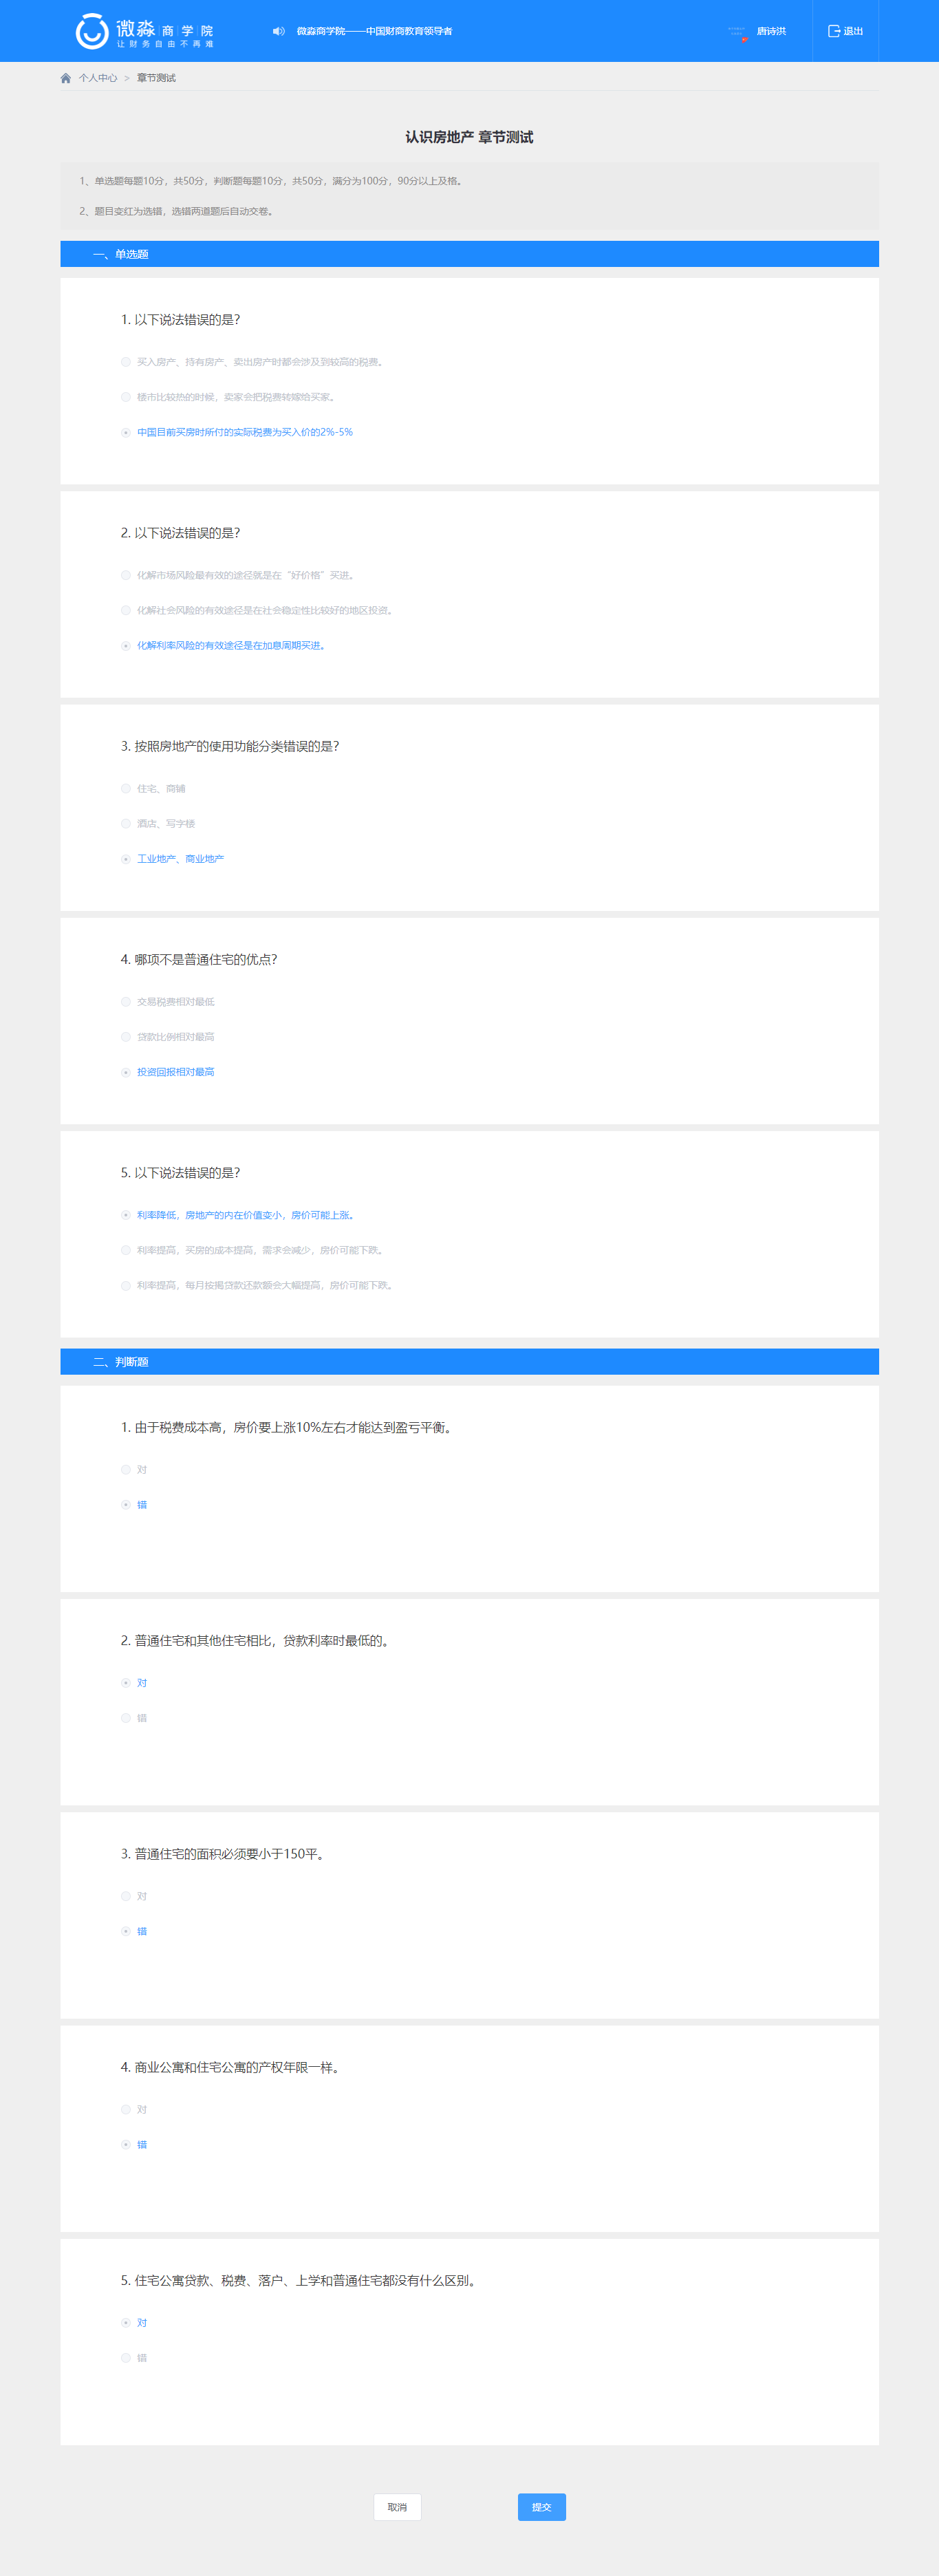 微淼 商学院
让财务自由不再难
微淼商学院——中国财商教育领导者
唐诗洪
退出
个人中心 > 章节测试
认识房地产 章节测试
1、单选题每题10分，共50分，判断题每题10分，共50分，满分为100分，90分以上及格。
2、题目变红为选错，选错两道题后自动交卷。
一、单选题
1. 以下说法错误的是?
买入房产、持有房产、卖出房产时都会涉及到较高的税费。
楼市比较热的时候，卖家会把税费转嫁给买家。
中国目前买房时所付的实际税费为买入价的2%-5%
2. 以下说法错误的是?
化解市场风险最有效的途径就是在“好价格”买进。
化解社会风险的有效途径是在社会稳定性比较好的地区投资。
化解利率风险的有效途径是在加息周期买进。
3. 按照房地产的使用功能分类错误的是?
住宅、商铺
酒店、写字楼
工业地产、商业地产
4. 哪项不是普通住宅的优点?
交易税费相对最低
贷款比例相对最高
投资回报相对最高
5. 以下说法错误的是?
利率降低，房地产的内在价值变小，房价可能上涨。
利率提高，买房的成本提高，需求会减少，房价可能下跌。
利率提高，每月按揭贷款还款额会大幅提高，房价可能下跌。
二、判断题
1. 由于税费成本高，房价要上涨10%左右才能达到盈亏平衡。
对
错
2. 普通住宅和其他住宅相比，贷款利率时最低的。
对
错
3. 普通住宅的面积必须要小于150平。
对
错
4. 商业公寓和住宅公寓的产权年限一样。
对
错
5. 住宅公寓贷款、税费、落户、上学和普通住宅都没有什么区别。
对
错
取消
提交